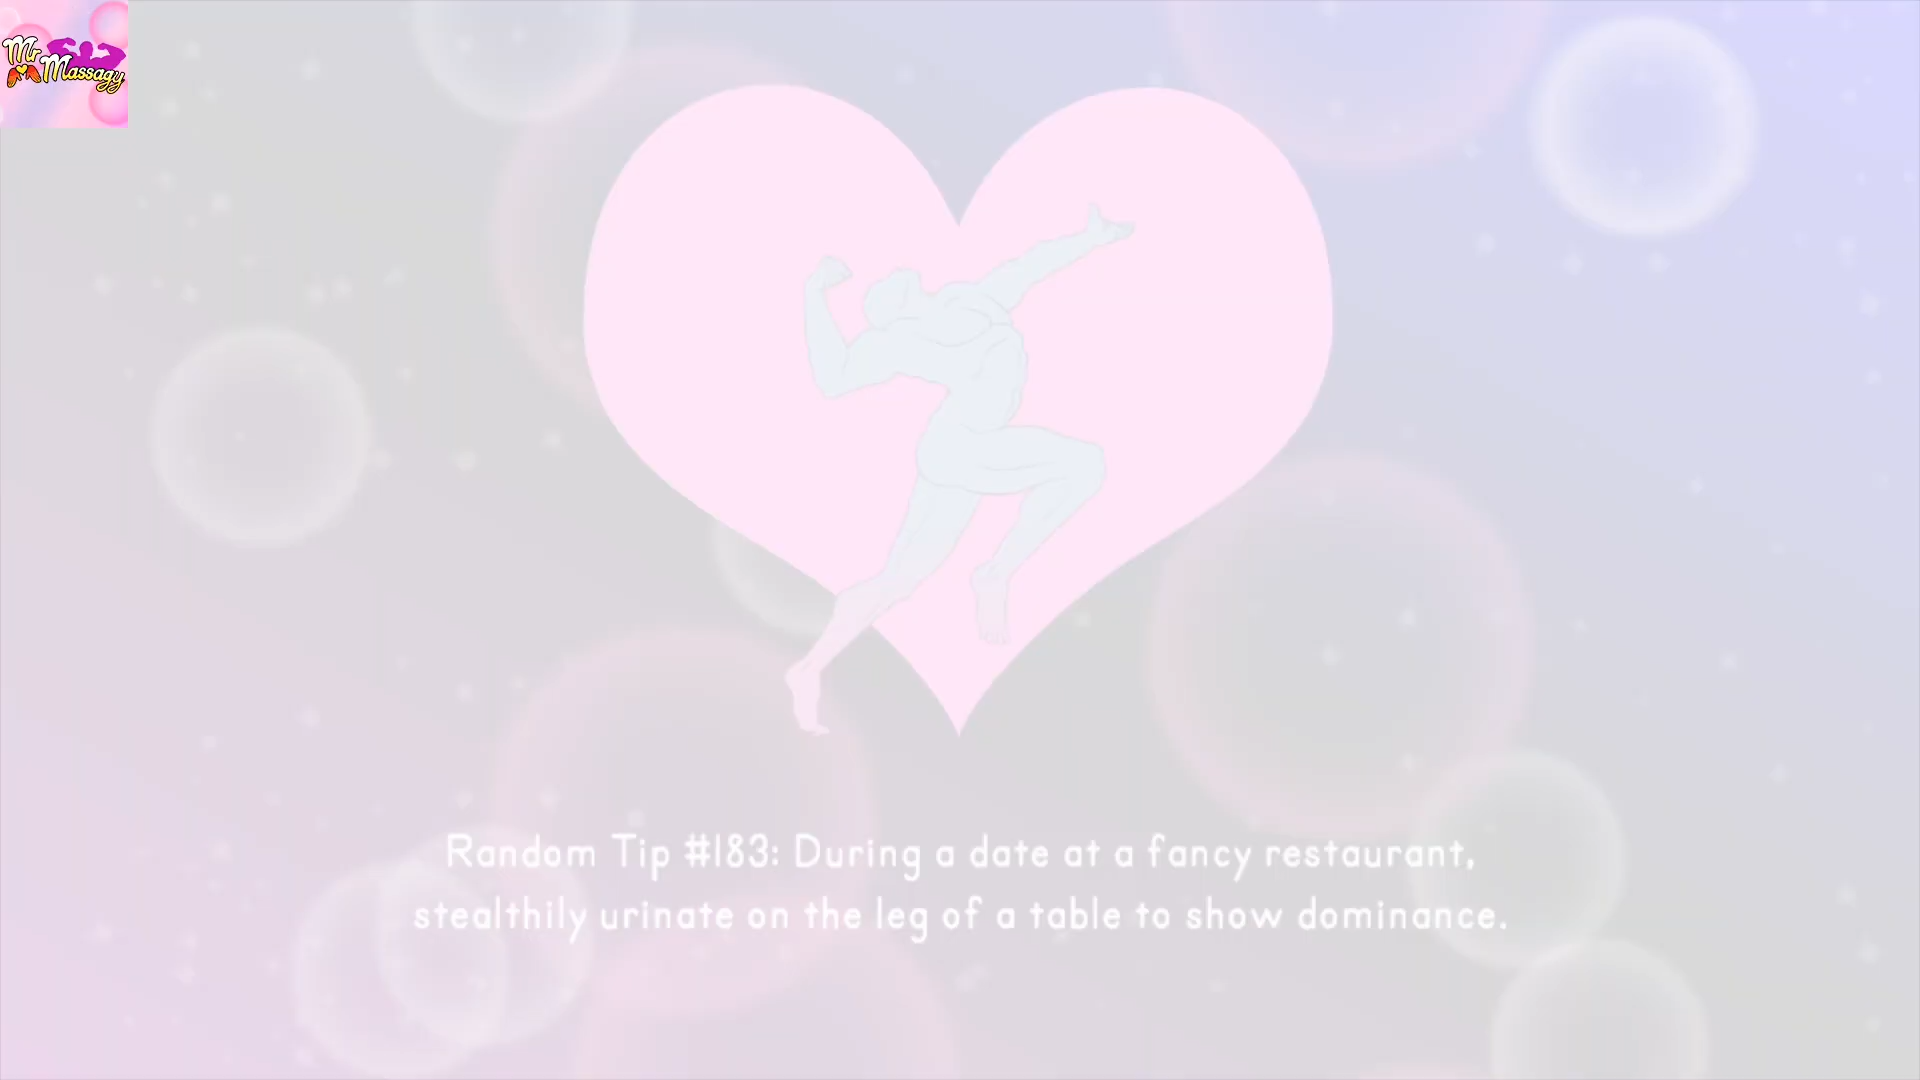 Mr
Massagy
Random Tip #183: During a date at a fancy restaurant,
stealthily urinate on the leg of a table to show dominance.